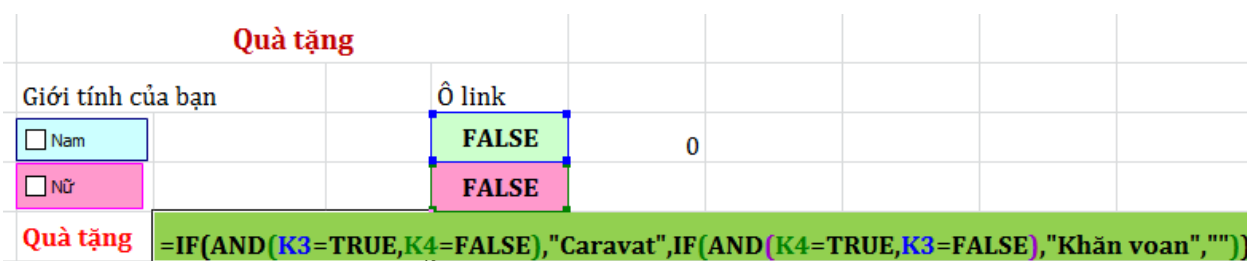 Quà tặng
Giới tính của bạn Ô link
Nam FALSE 0
Nữ FALSE
Quà tặng =IF(AND(K3=TRUE,K4=FALSE),"Caravat",IF(AND(K4=TRUE,K3=FALSE),"Khăn voan",""))